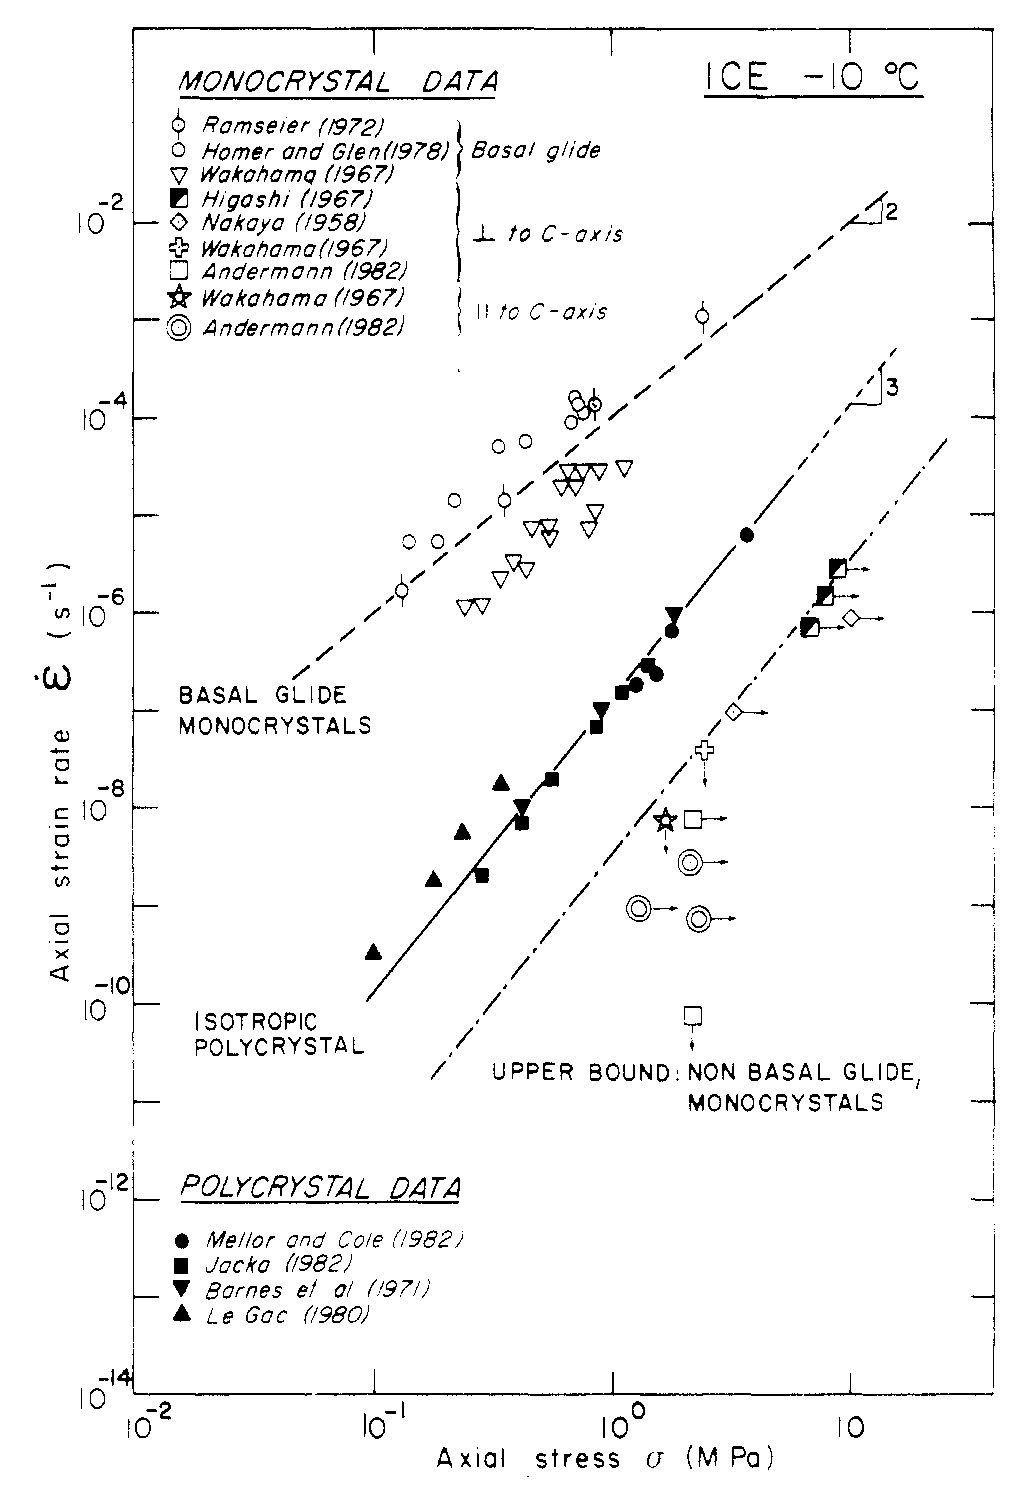 MONOCRYSTAL DATA
ICE -10 °C
Ramseier (1972)
Homer and Glen (1978)
Basal glide
Wakahama (1967)
Higashi (1967)
Nakaya (1958)
⊥ to C-axis
Wakahama (1967)
Andermann (1982)
Wakahama (1967)
|| to C-axis
Andermann (1982)
10-2
2
10-4
3
10-6
10-8
10-10
10-12
10-14
Axial strain rate ε̇ (s-1)
BASAL GLIDE
MONOCRYSTALS
ISOTROPIC
POLYCRYSTAL
UPPER BOUND: NON BASAL GLIDE,
MONOCRYSTALS
POLYCRYSTAL DATA
Mellor and Cole (1982)
Jacka (1982)
Barnes et al (1971)
Le Gac (1980)
10-2
10-1
100
10
Axial stress σ (M Pa)